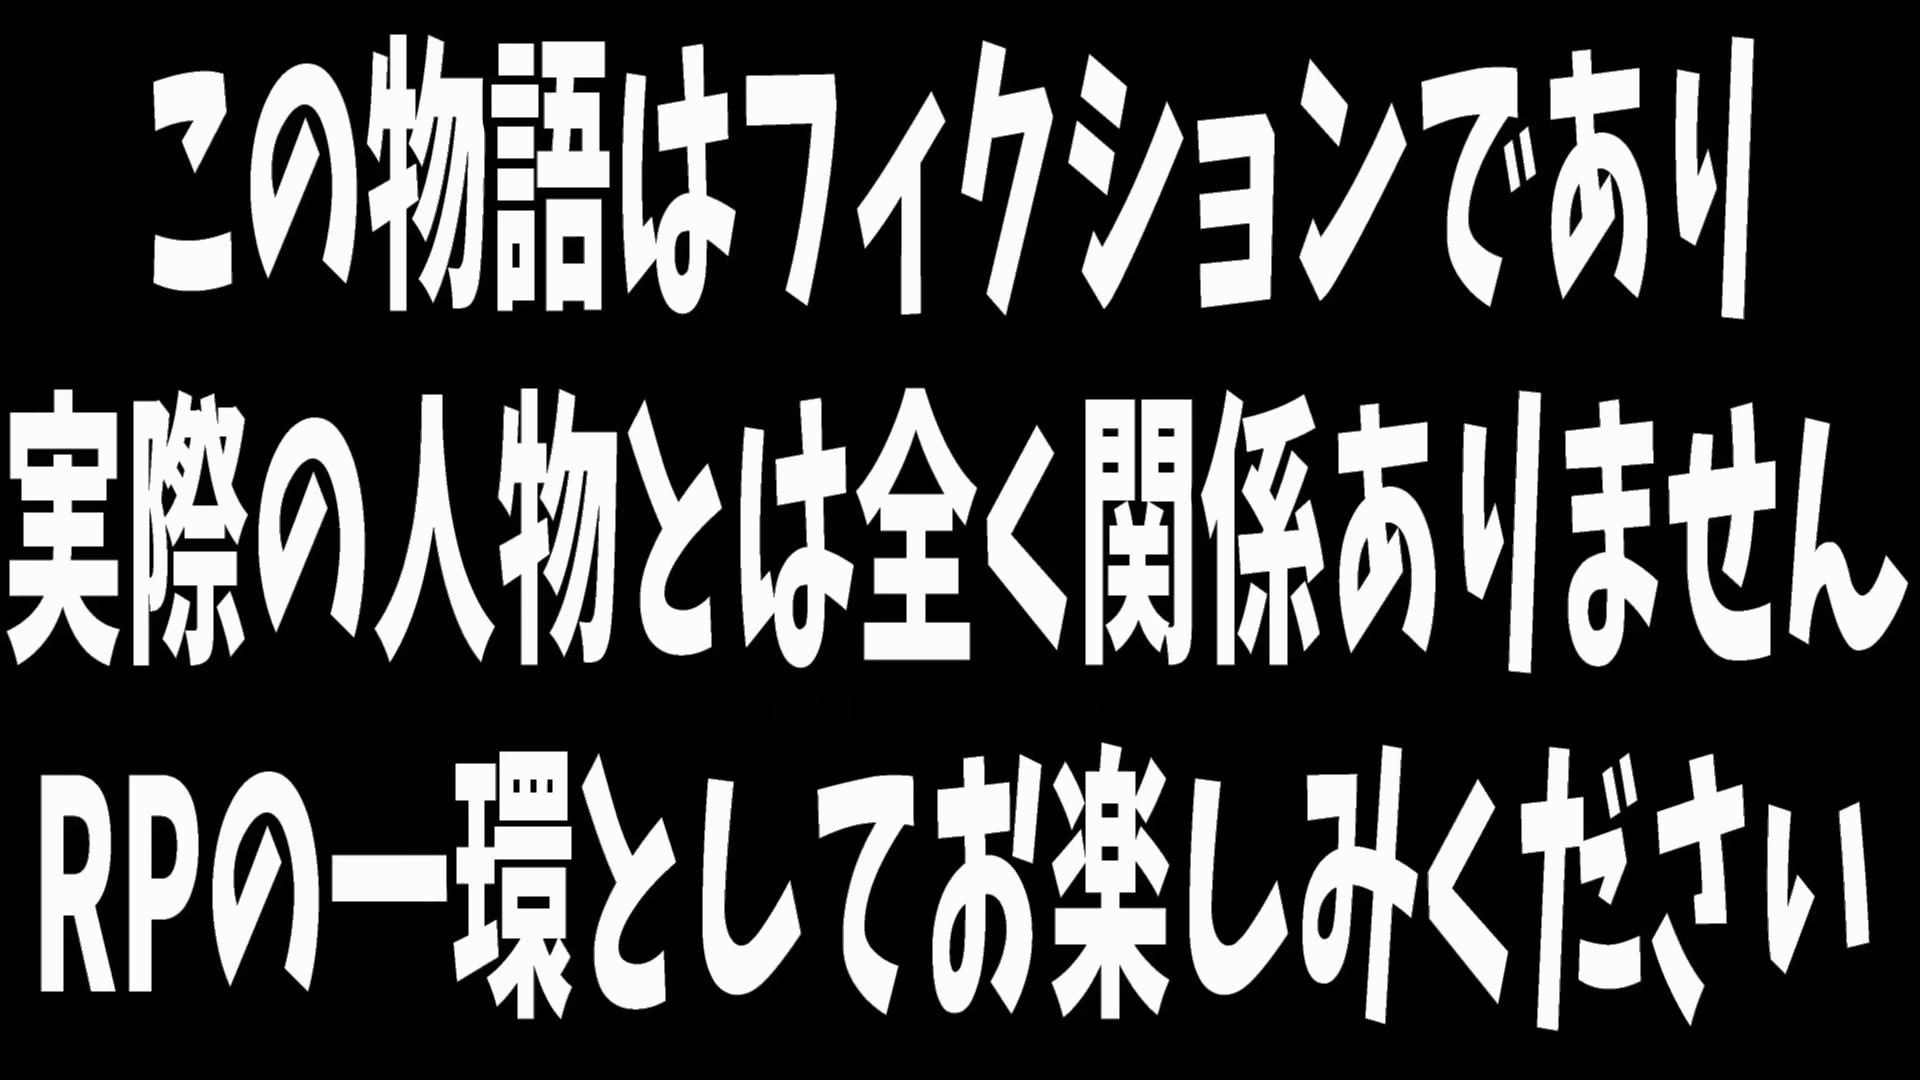 この物語はフィクションであり
実際の人物とは全く関係ありません
RPの一環としてお楽しみください